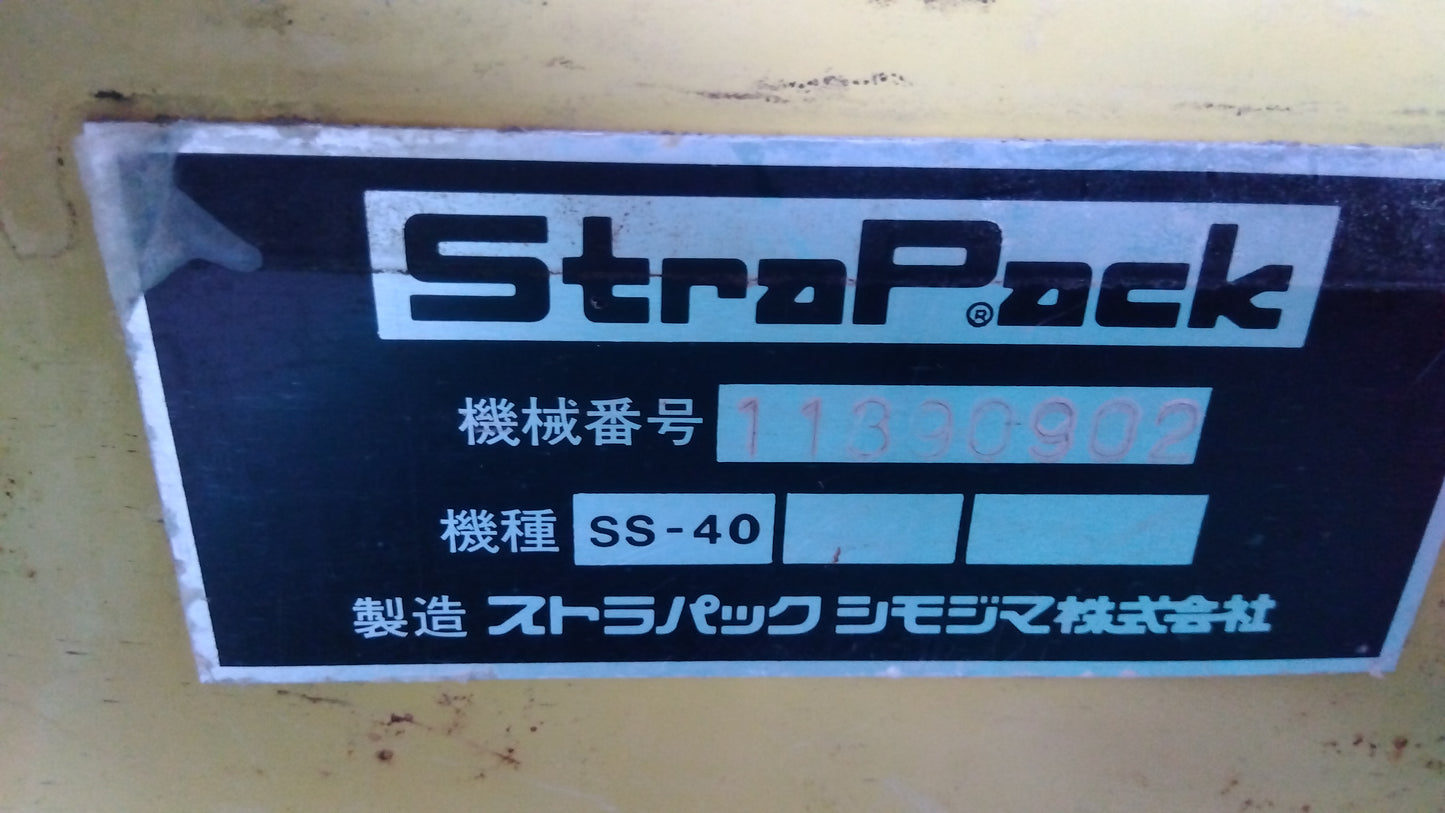 StraPack®
機械番号 11390902
機種 SS-40
製造 ストラパック シモジマ株式会社